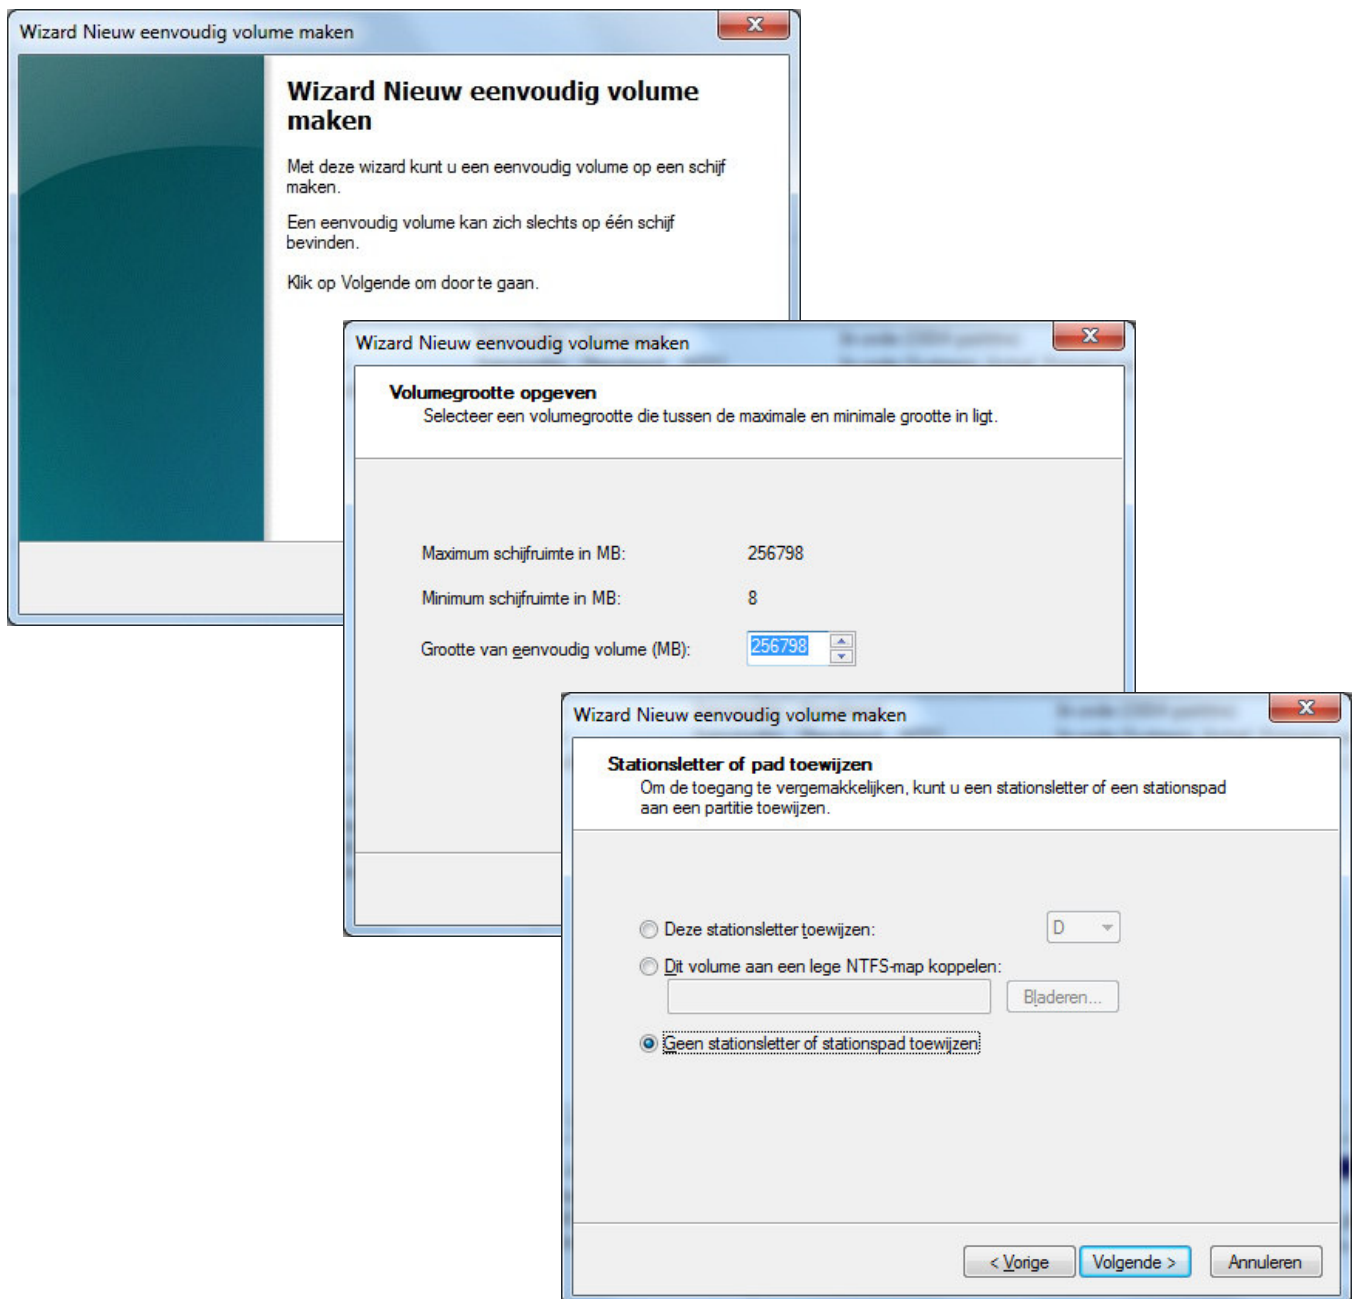 Wizard Nieuw eenvoudig volume maken
Wizard Nieuw eenvoudig volume
maken
Met deze wizard kunt u een eenvoudig volume op een schijf
maken.
Een eenvoudig volume kan zich slechts op één schijf
bevinden.
Klik op Volgende om door te gaan.
Wizard Nieuw eenvoudig volume maken
Volumegrootte opgeven
Selecteer een volumegrootte die tussen de maximale en minimale grootte in ligt.
Maximum schijfruimte in MB: 256798
Minimum schijfruimte in MB: 8
Grootte van eenvoudig volume (MB): 256798
Wizard Nieuw eenvoudig volume maken
Stationsletter of pad toewijzen
Om de toegang te vergemakkelijken, kunt u een stationsletter of een stationspad
aan een partitie toewijzen.
Deze stationsletter toewijzen: D
Dit volume aan een lege NTFS-map koppelen:
Bladeren...
Geen stationsletter of stationspad toewijzen
< Vorige Volgende > Annuleren